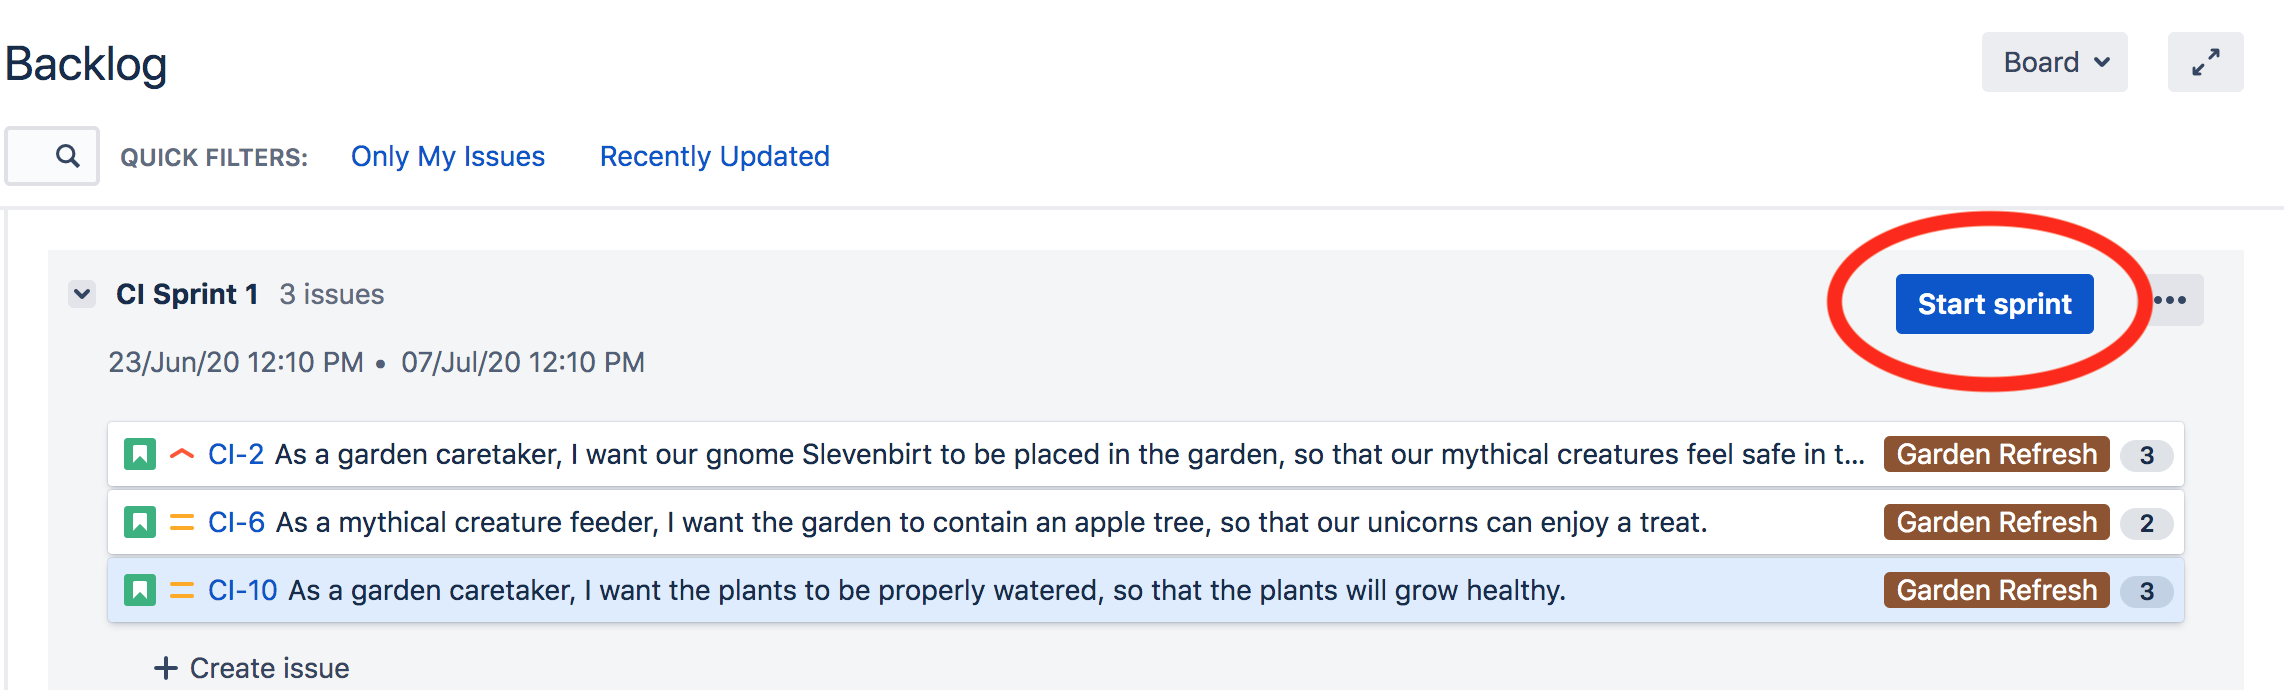 Backlog
Board
QUICK FILTERS: Only My Issues Recently Updated
CI Sprint 1 3 issues
Start sprint
23/Jun/20 12:10 PM • 07/Jul/20 12:10 PM
CI-2 As a garden caretaker, I want our gnome Slevenbirt to be placed in the garden, so that our mythical creatures feel safe in t... Garden Refresh 3
CI-6 As a mythical creature feeder, I want the garden to contain an apple tree, so that our unicorns can enjoy a treat. Garden Refresh 2
CI-10 As a garden caretaker, I want the plants to be properly watered, so that the plants will grow healthy. Garden Refresh 3
+ Create issue